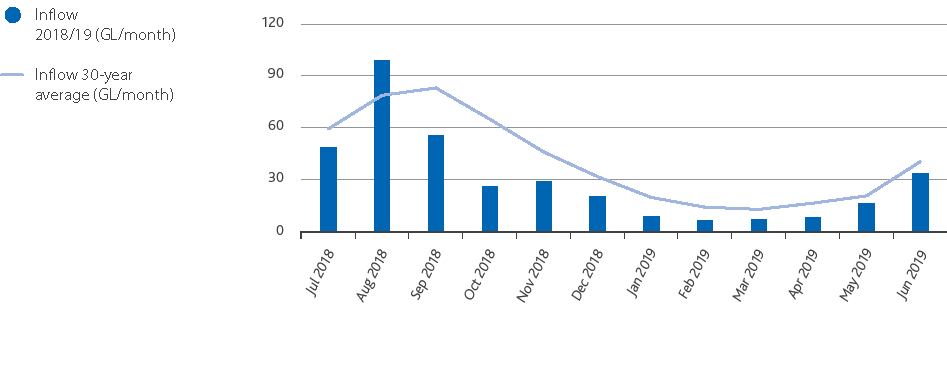 Inflow
2018/19 (GL/month)
Inflow 30-year
average (GL/month)
120
90
60
30
0
Jul 2018
Aug 2018
Sep 2018
Oct 2018
Nov 2018
Dec 2018
Jan 2019
Feb 2019
Mar 2019
Apr 2019
May 2019
Jun 2019